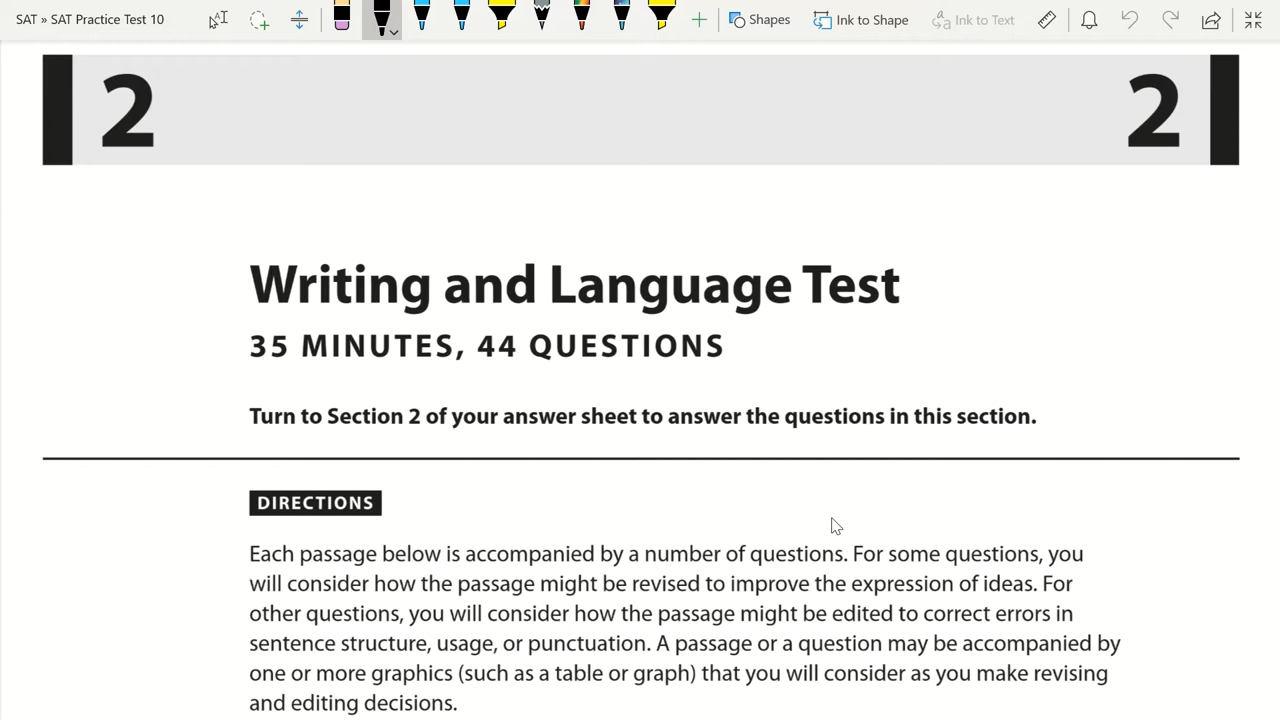 SAT » SAT Practice Test 10
Shapes
Ink to Shape
Ink to Text
2
2
Writing and Language Test
35 MINUTES, 44 QUESTIONS
Turn to Section 2 of your answer sheet to answer the questions in this section.
DIRECTIONS
Each passage below is accompanied by a number of questions. For some questions, you
will consider how the passage might be revised to improve the expression of ideas. For
other questions, you will consider how the passage might be edited to correct errors in
sentence structure, usage, or punctuation. A passage or a question may be accompanied by
one or more graphics (such as a table or graph) that you will consider as you make revising
and editing decisions.